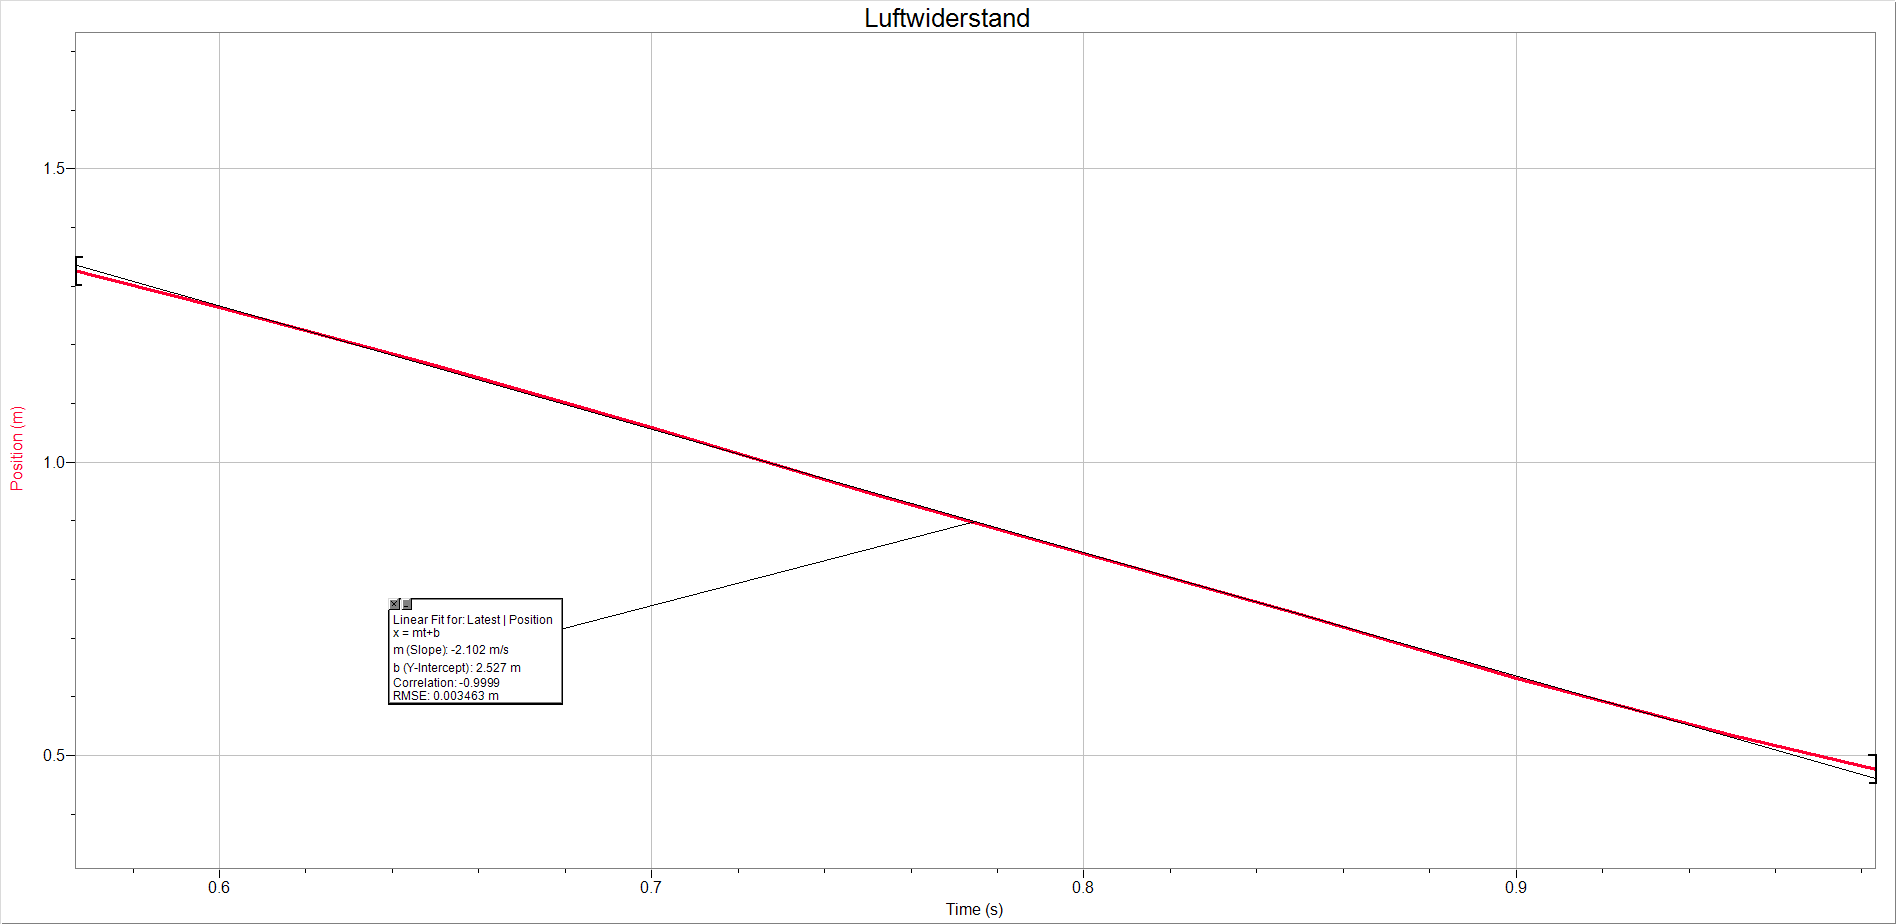 Luftwiderstand
Position (m)
1.5
1.0
0.5
Linear Fit for: Latest | Position
x = mt+b
m (Slope): -2.102 m/s
b (Y-Intercept): 2.527 m
Correlation: -0.9999
RMSE: 0.003463 m
0.6
0.7
0.8
0.9
Time (s)